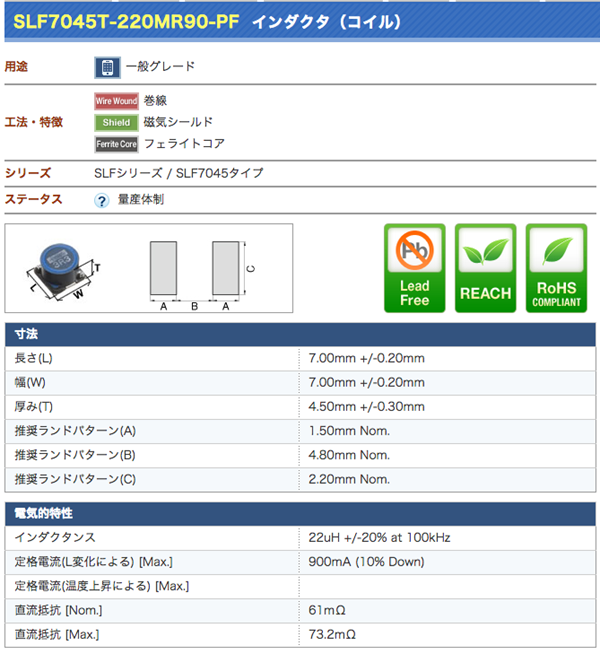 SLF7045T-220MR90-PF インダクタ（コイル）
用途 一般グレード
Wire Wound 巻線
工法・特徴 Shield 磁気シールド
Ferrite Core フェライトコア
シリーズ SLFシリーズ / SLF7045タイプ
ステータス ? 量産体制
L W T
A B A C
Pb Lead Free
REACH
RoHS COMPLIANT
寸法
長さ(L) 7.00mm +/-0.20mm
幅(W) 7.00mm +/-0.20mm
厚み(T) 4.50mm +/-0.30mm
推奨ランドパターン(A) 1.50mm Nom.
推奨ランドパターン(B) 4.80mm Nom.
推奨ランドパターン(C) 2.20mm Nom.
電気的特性
インダクタンス 22uH +/-20% at 100kHz
定格電流(L変化による) [Max.] 900mA (10% Down)
定格電流(温度上昇による) [Max.]
直流抵抗 [Nom.] 61mΩ
直流抵抗 [Max.] 73.2mΩ